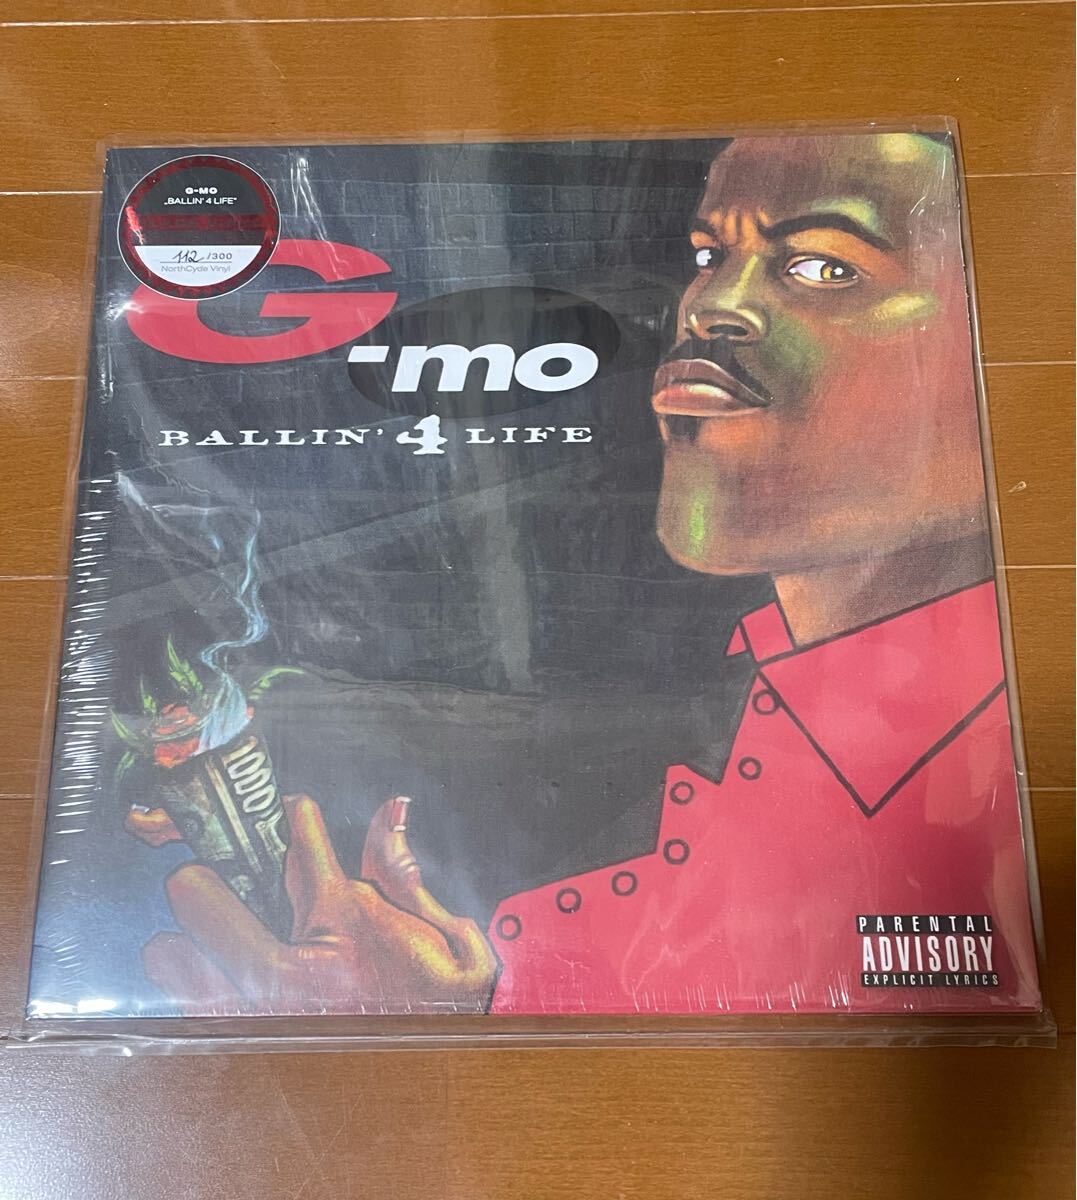 G-MO
„BALLIN' 4 LIFE"
112 /300
NorthCyde Vinyl
G-mo
BALLIN' 4 LIFE
1000
PARENTAL
ADVISORY
EXPLICIT LYRICS